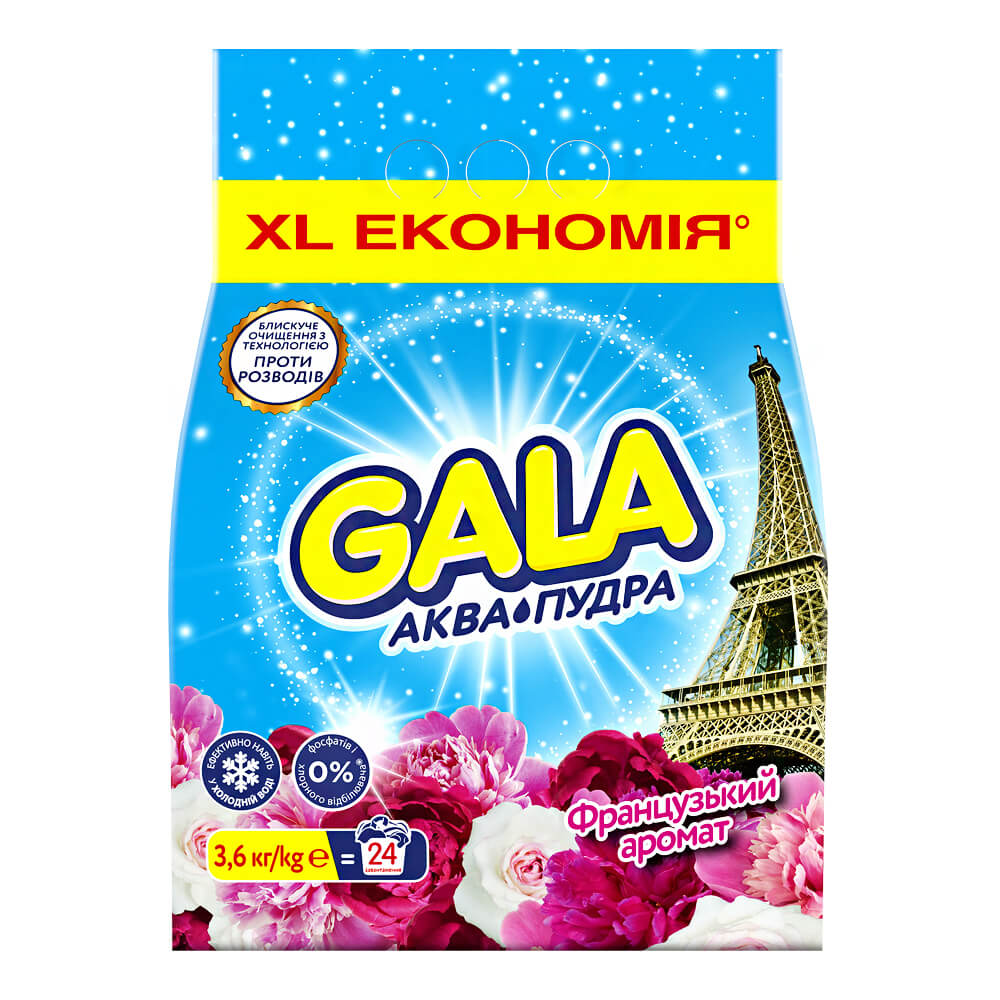 XL ЕКОНОМІЯ°
БЛИСКУЧЕ
ОЧИЩЕННЯ З
ТЕХНОЛОГІЄЮ
ПРОТИ
РОЗВОДІВ
GALA
АКВА ПУДРА
ЕФЕКТИВНО НАВІТЬ
У ХОЛОДНІЙ ВОДІ
фосфатів і
0%
хлорного відбілювача*
Французький
аромат
3,6 кг/kg e = 24
завантаження